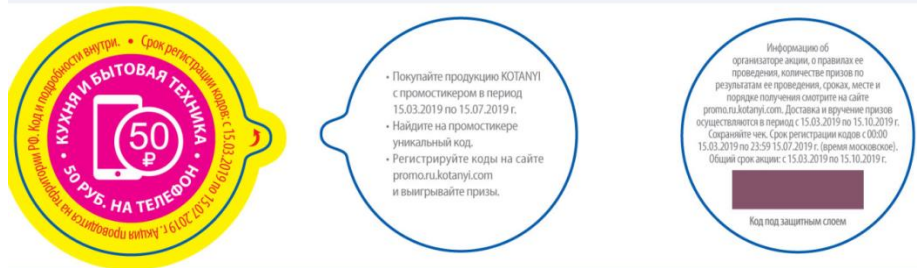 Акция проводится на территории РФ. Код и подробности внутри. • Срок регистрации кодов: с 15.03.2019 по 15.07.2019 г.
• КУХНЯ И БЫТОВАЯ ТЕХНИКА •
50
₽
50 РУБ. НА ТЕЛЕФОН
• Покупайте продукцию KOTANYI
с промостикером в период
15.03.2019 по 15.07.2019 г.
• Найдите на промостикере
уникальный код.
• Регистрируйте коды на сайте
promo.ru.kotanyi.com
и выигрывайте призы.
Информацию об
организаторе акции, о правилах ее
проведения, количестве призов по
результатам ее проведения, сроках, месте и
порядке получения смотрите на сайте
promo.ru.kotanyi.com. Доставка и вручение призов
осуществляются в период с 15.03.2019 по 15.10.2019 г.
Сохраняйте чек. Срок регистрации кодов с 00:00
15.03.2019 по 23:59 15.07.2019 г. (время московское).
Общий срок акции: с 15.03.2019 по 15.10.2019 г.
Код под защитным слоем